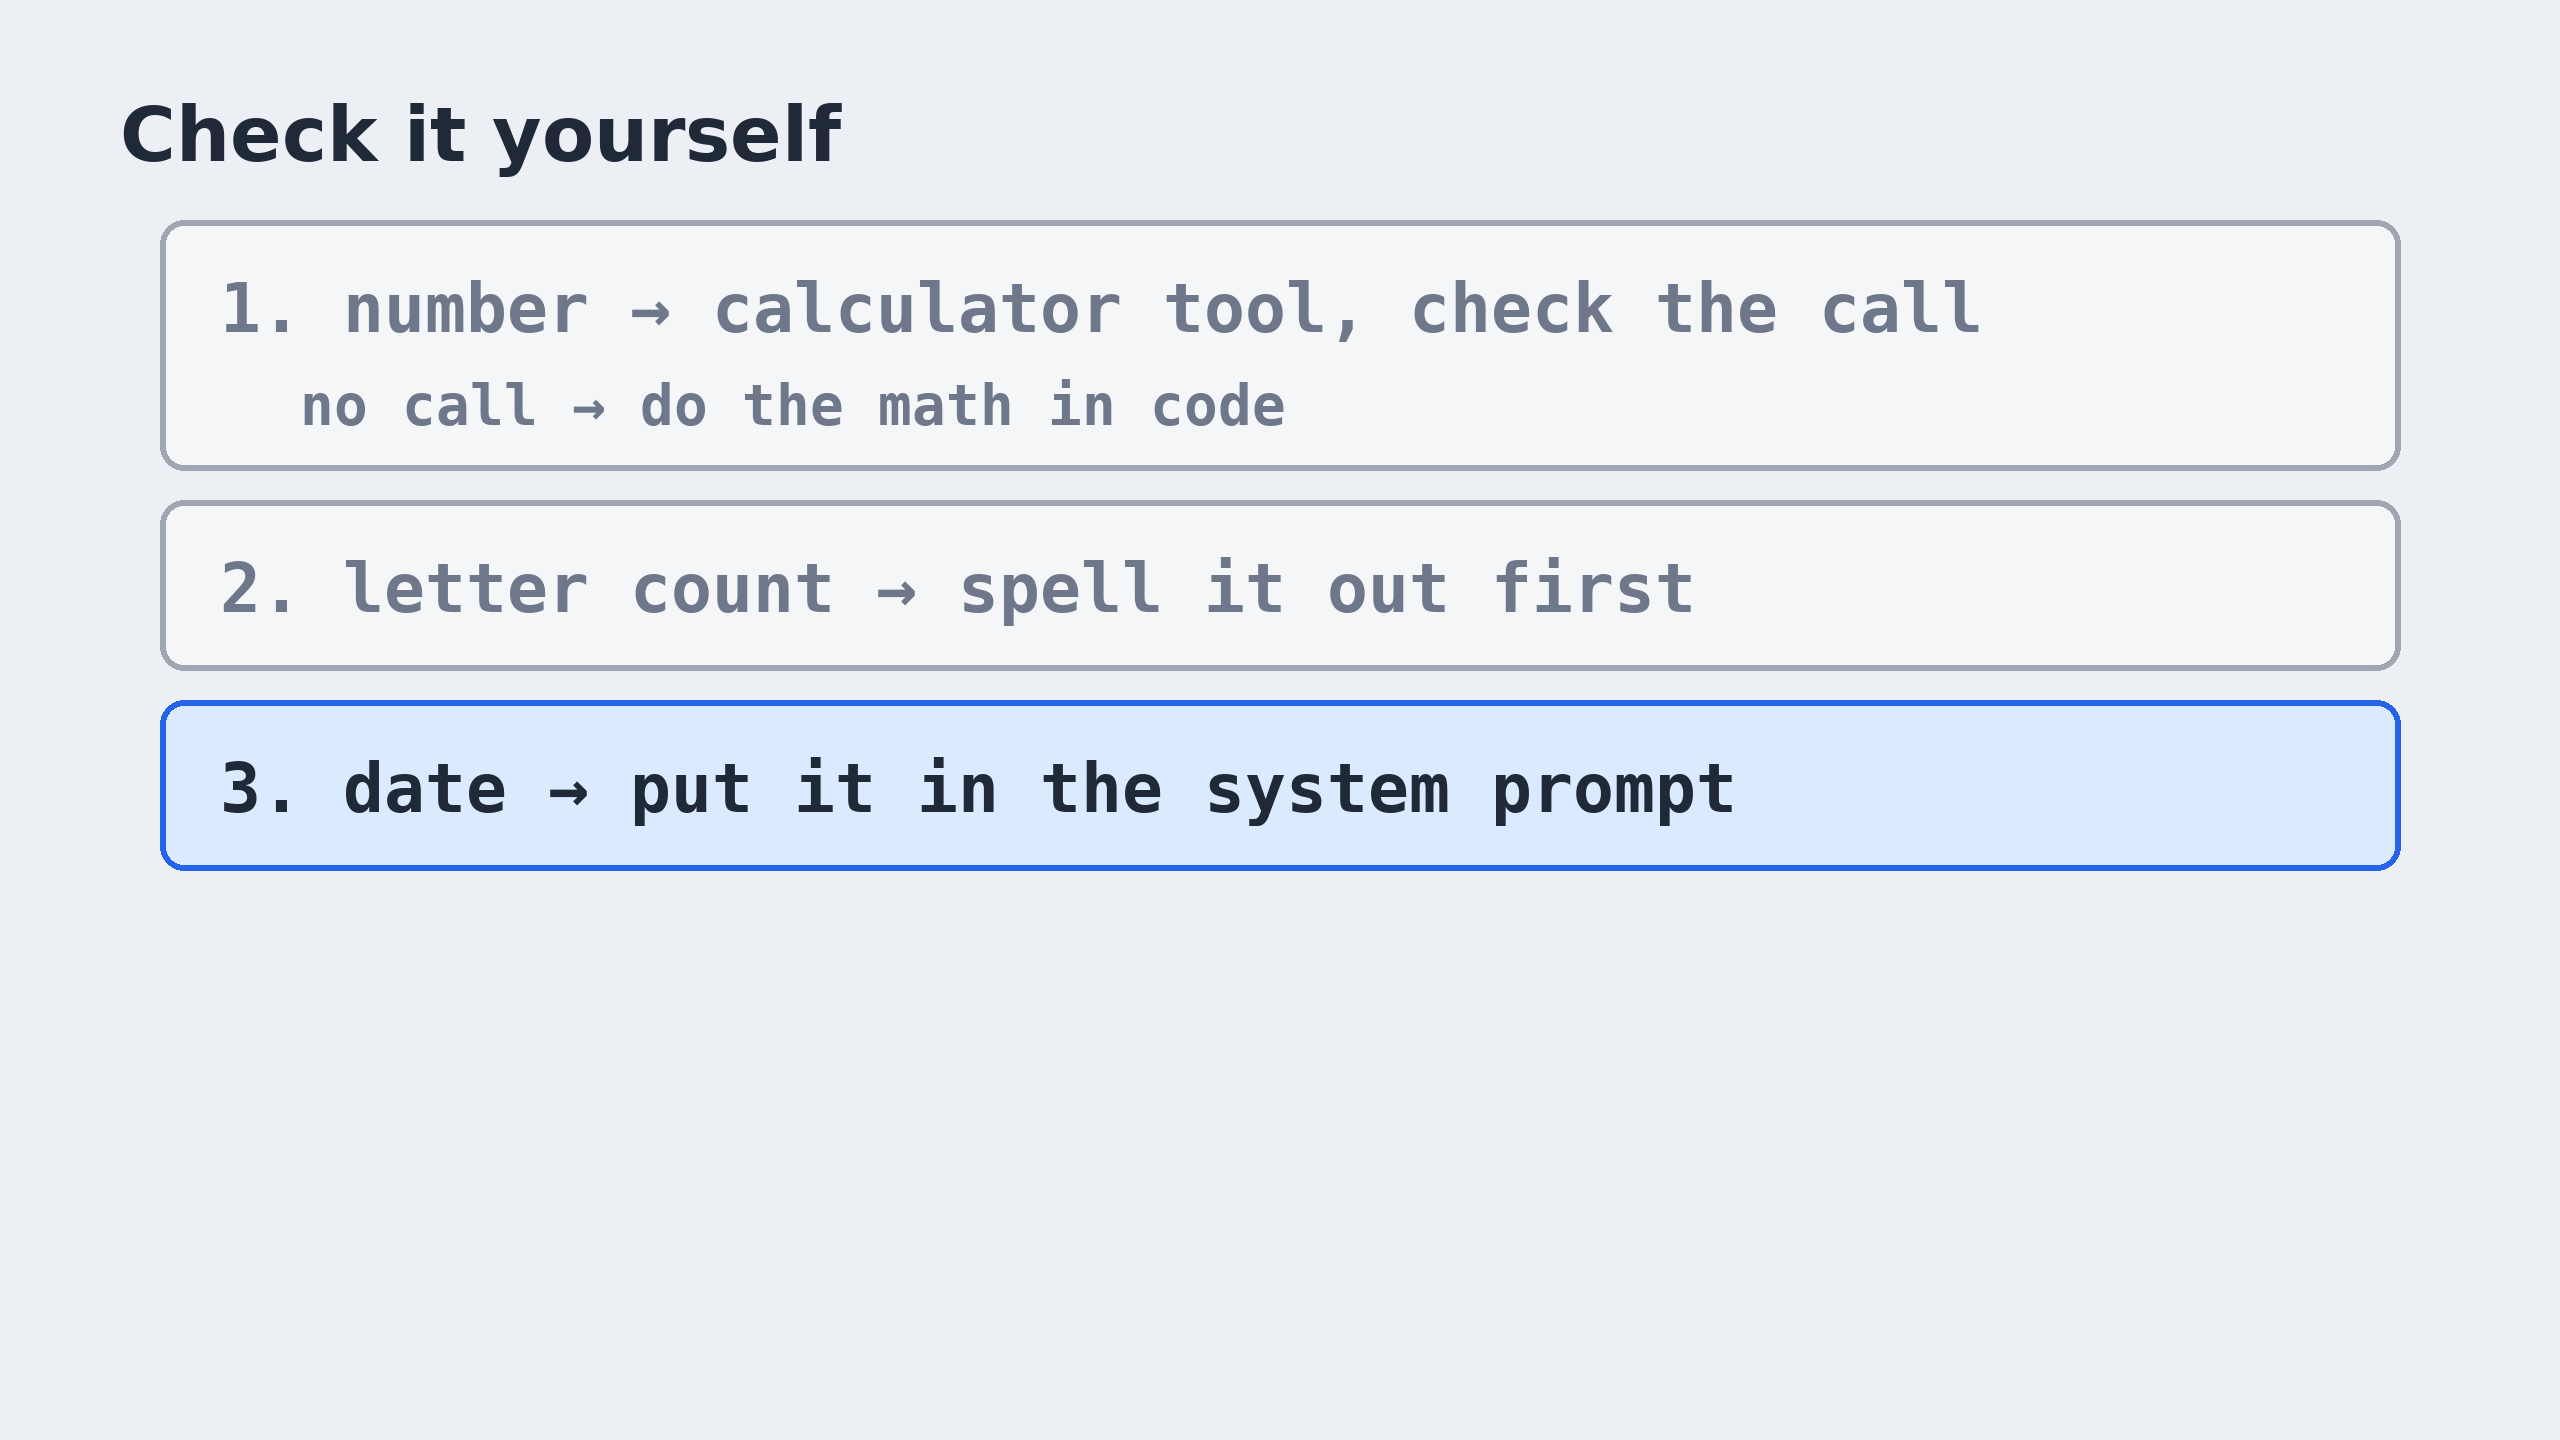 Check it yourself
1. number → calculator tool, check the call
no call → do the math in code
2. letter count → spell it out first
3. date → put it in the system prompt